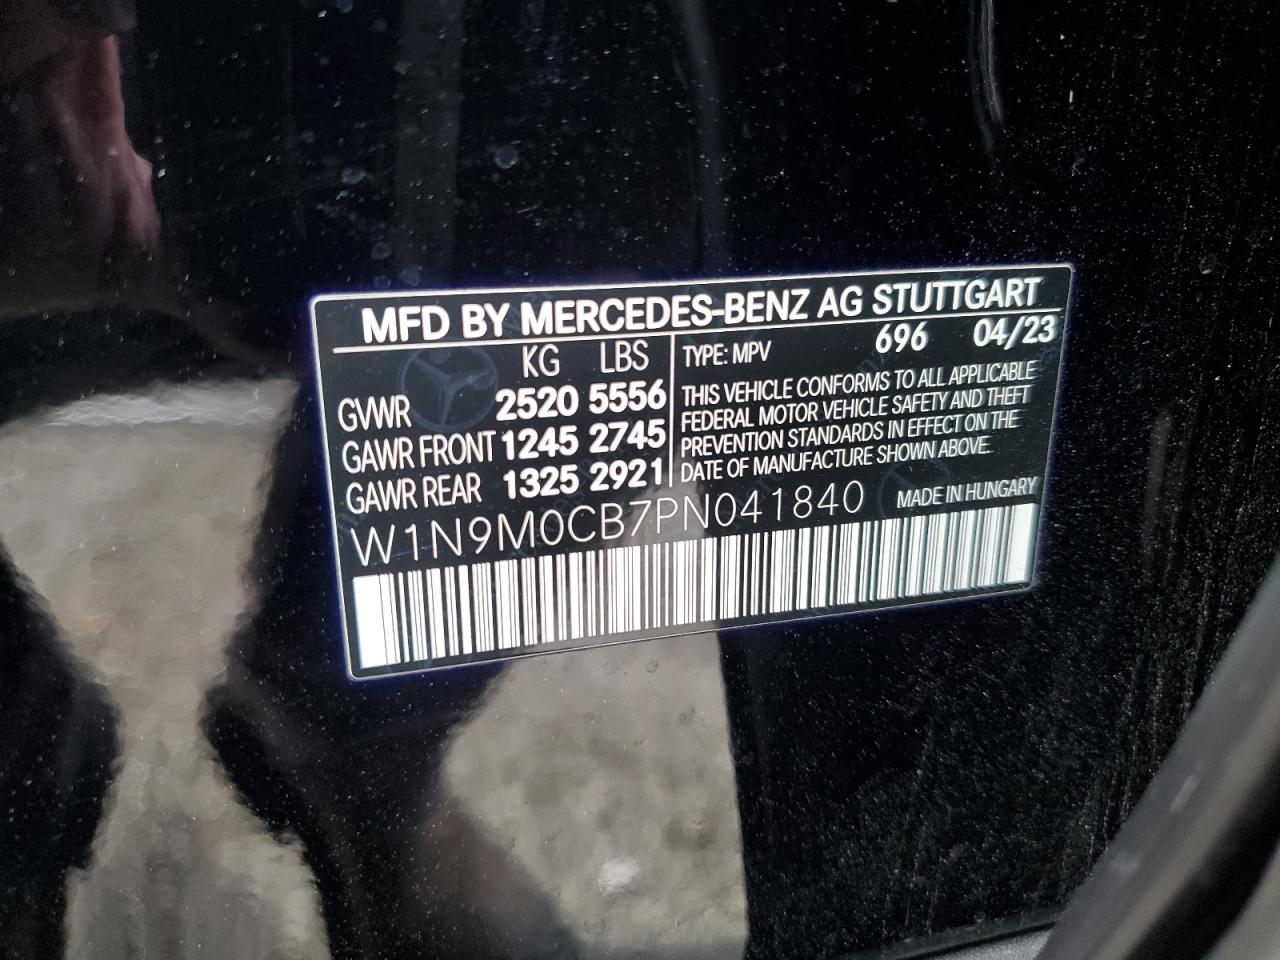 MFD BY MERCEDES-BENZ AG STUTTGART
KG LBS
GVWR 2520 5556
GAWR FRONT 1245 2745
GAWR REAR 1325 2921
TYPE: MPV 696 04/23
THIS VEHICLE CONFORMS TO ALL APPLICABLE
FEDERAL MOTOR VEHICLE SAFETY AND THEFT
PREVENTION STANDARDS IN EFFECT ON THE
DATE OF MANUFACTURE SHOWN ABOVE.
W1N9M0CB7PN041840 MADE IN HUNGARY